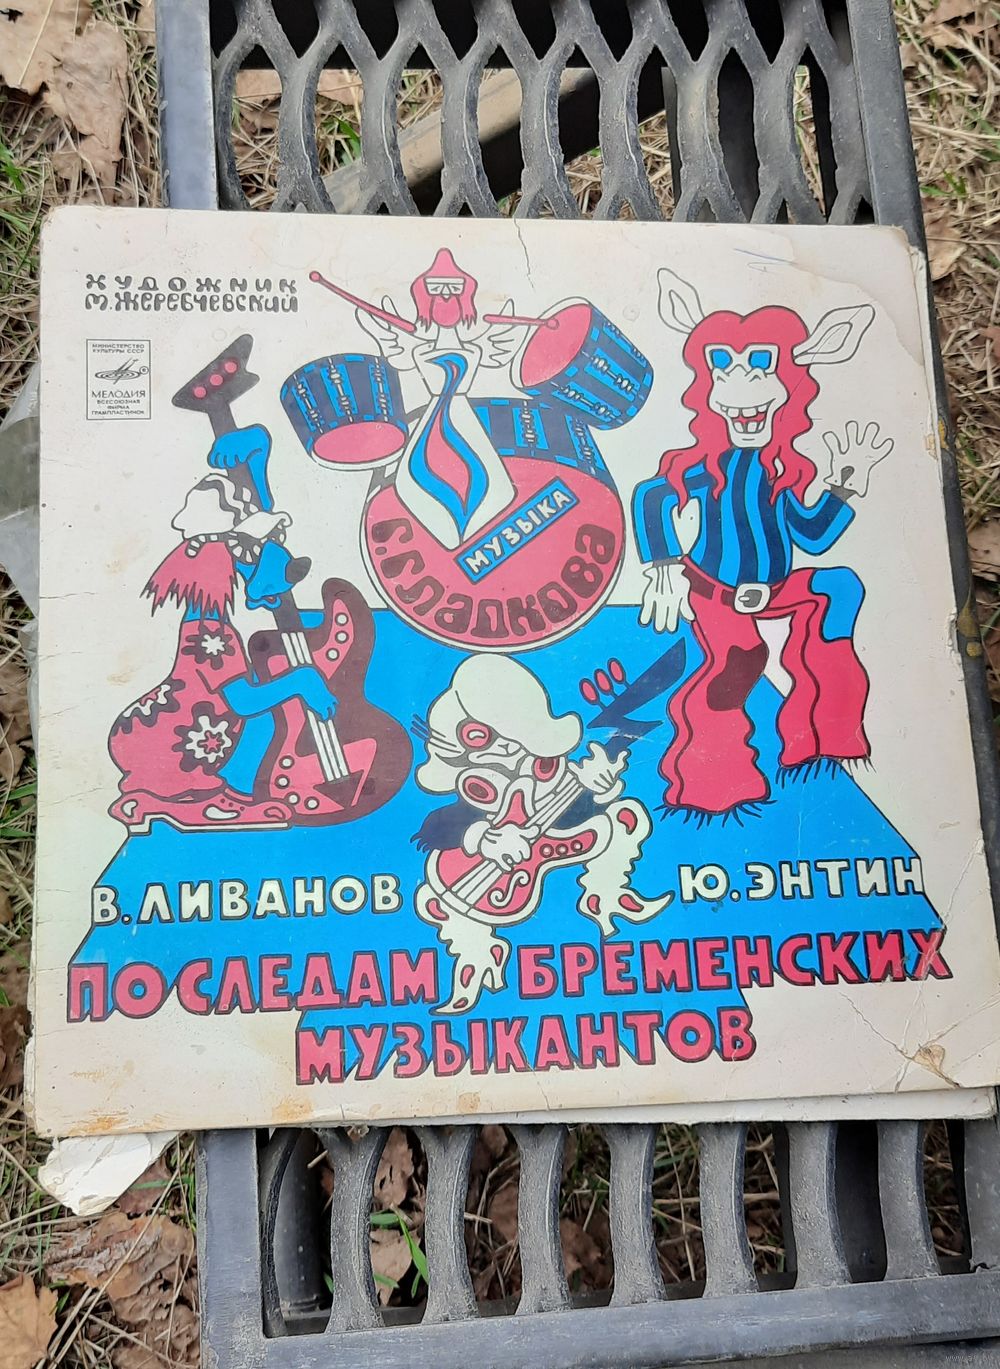 ХУДОЖНИК
М.ЖЕРЕБЧЕВСКИЙ
МИНИСТЕРСТВО
КУЛЬТУРЫ СССР
МЕЛОДИЯ
ВСЕСОЮЗНАЯ
ФИРМА
ГРАМПЛАСТИНОК
МУЗЫКА
Г.ГЛАДКОВА
В.ЛИВАНОВ
Ю.ЭНТИН
ПО СЛЕДАМ БРЕМЕНСКИХ
МУЗЫКАНТОВ